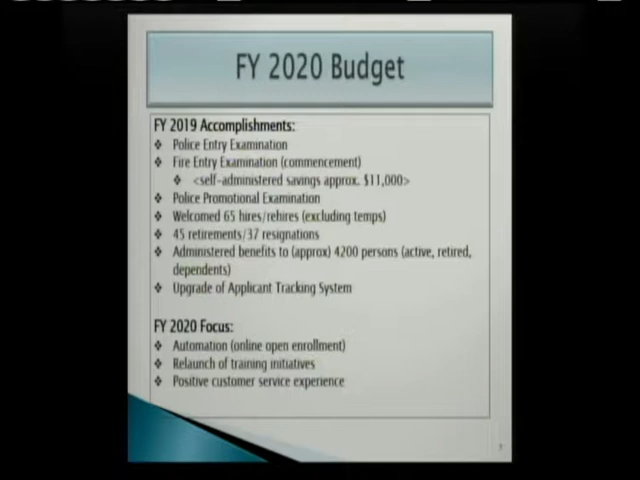 FY 2020 Budget
FY 2019 Accomplishments:
❖ Police Entry Examination
❖ Fire Entry Examination (commencement)
❖ <self-administered savings approx. $11,000>
❖ Police Promotional Examination
❖ Welcomed 65 hires/rehires (excluding temps)
❖ 45 retirements/37 resignations
❖ Administered benefits to (approx) 4200 persons (active, retired,
dependents)
❖ Upgrade of Applicant Tracking System
FY 2020 Focus:
❖ Automation (online open enrollment)
❖ Relaunch of training initiatives
❖ Positive customer service experience